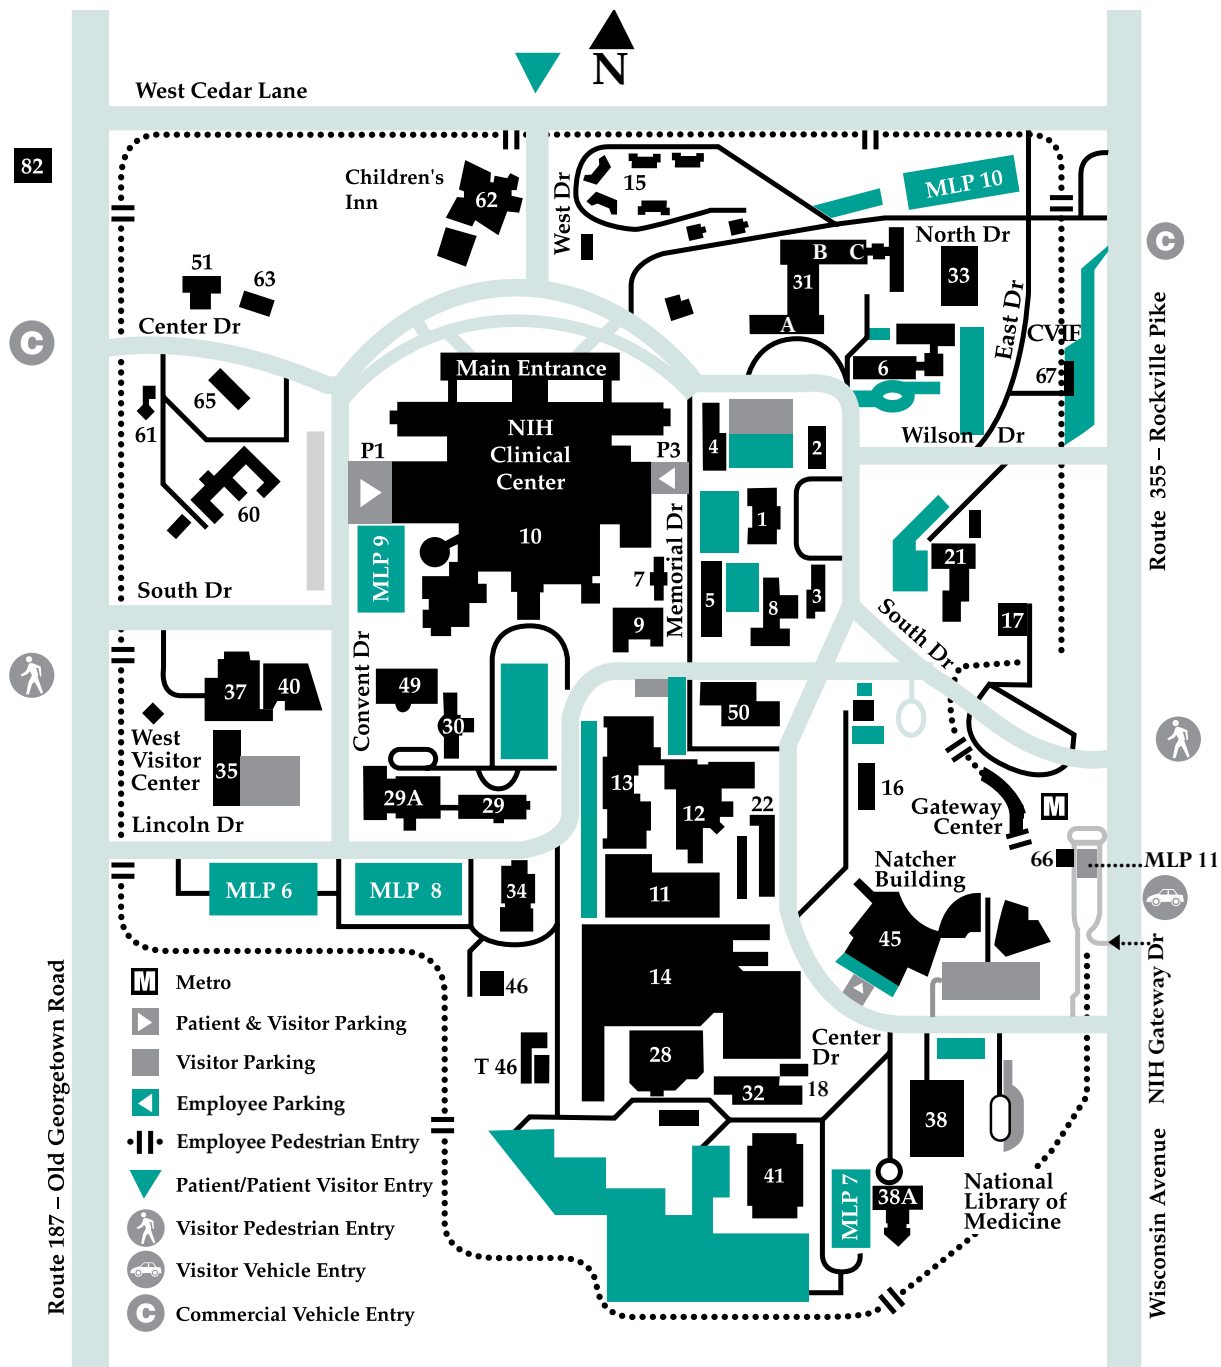 N
West Cedar Lane
82
Children's
Inn
62
West Dr
15
MLP 10
North Dr
B
C
31
33
A
C
51
63
Center Dr
C
East Dr
CVIF
67
6
Main Entrance
65
61
NIH
Clinical
Center
10
P1
P3
4
2
Wilson Dr
Route 355 – Rockville Pike
60
MLP 9
Memorial Dr
1
7
5
8
3
9
21
17
South Dr
South Dr
37
40
49
30
Convent Dr
50
West
Visitor
Center
35
29A
29
13
12
22
16
Gateway
Center
M
Lincoln Dr
66
MLP 11
Natcher
Building
MLP 6
MLP 8
34
11
45
NIH Gateway Dr
46
14
T 46
28
Center
Dr
32
18
38
41
MLP 7
38A
National
Library of
Medicine
Wisconsin Avenue
Route 187 – Old Georgetown Road
M Metro
Patient & Visitor Parking
Visitor Parking
Employee Parking
Employee Pedestrian Entry
Patient/Patient Visitor Entry
Visitor Pedestrian Entry
Visitor Vehicle Entry
C Commercial Vehicle Entry